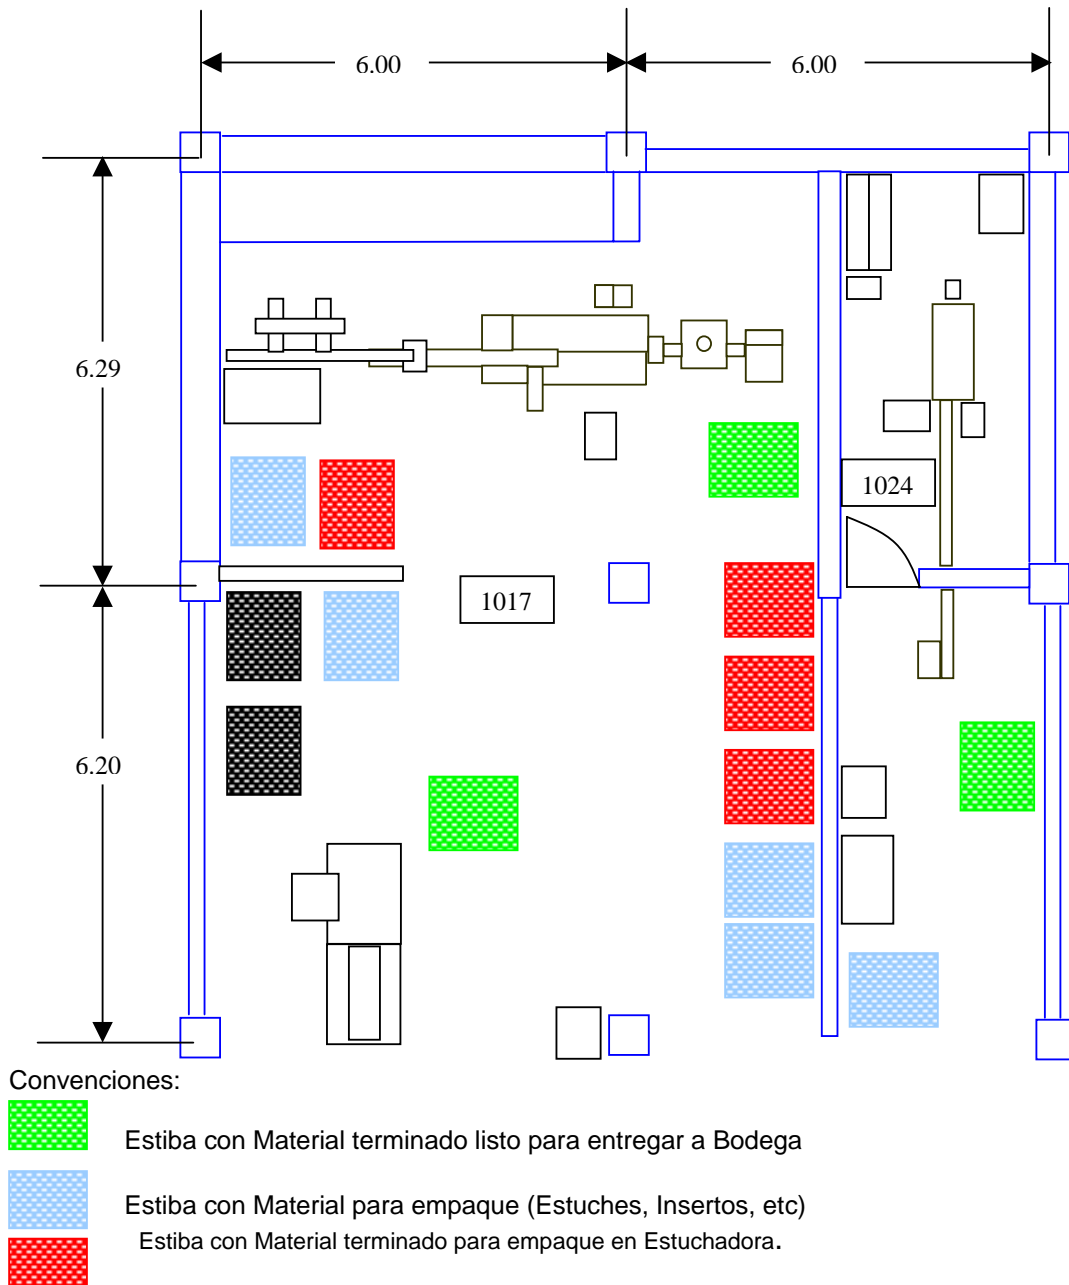 6.00
6.00
6.29
1024
1017
6.20
Convenciones:
Estiba con Material terminado listo para entregar a Bodega
Estiba con Material para empaque (Estuches, Insertos, etc)
Estiba con Material terminado para empaque en Estuchadora.